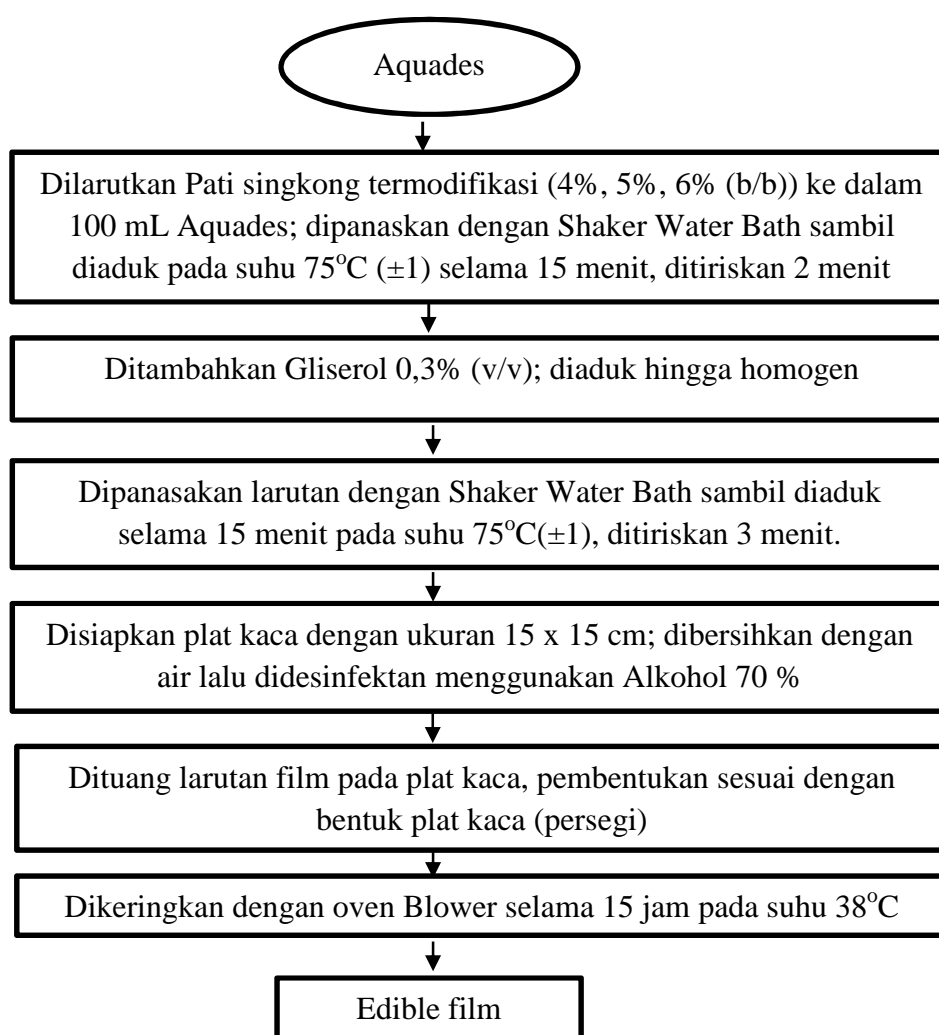 Aquades
Dilarutkan Pati singkong termodifikasi (4%, 5%, 6% (b/b)) ke dalam
100 mL Aquades; dipanaskan dengan Shaker Water Bath sambil
diaduk pada suhu 75°C (±1) selama 15 menit, ditiriskan 2 menit
Ditambahkan Gliserol 0,3% (v/v); diaduk hingga homogen
Dipanasakan larutan dengan Shaker Water Bath sambil diaduk
selama 15 menit pada suhu 75°C(±1), ditiriskan 3 menit.
Disiapkan plat kaca dengan ukuran 15 x 15 cm; dibersihkan dengan
air lalu didesinfektan menggunakan Alkohol 70 %
Dituang larutan film pada plat kaca, pembentukan sesuai dengan
bentuk plat kaca (persegi)
Dikeringkan dengan oven Blower selama 15 jam pada suhu 38°C
Edible film